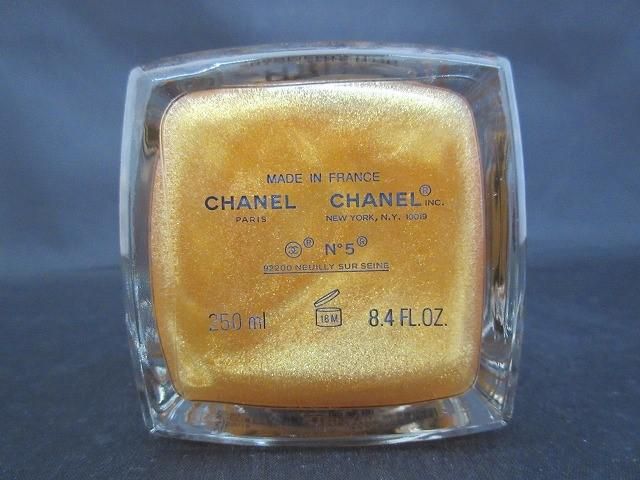 MADE IN FRANCE
CHANEL CHANEL® INC.
PARIS NEW YORK, N.Y. 10019
® N°5®
92200 NEUILLY SUR SEINE
250 ml 18M 8.4 FL.OZ.